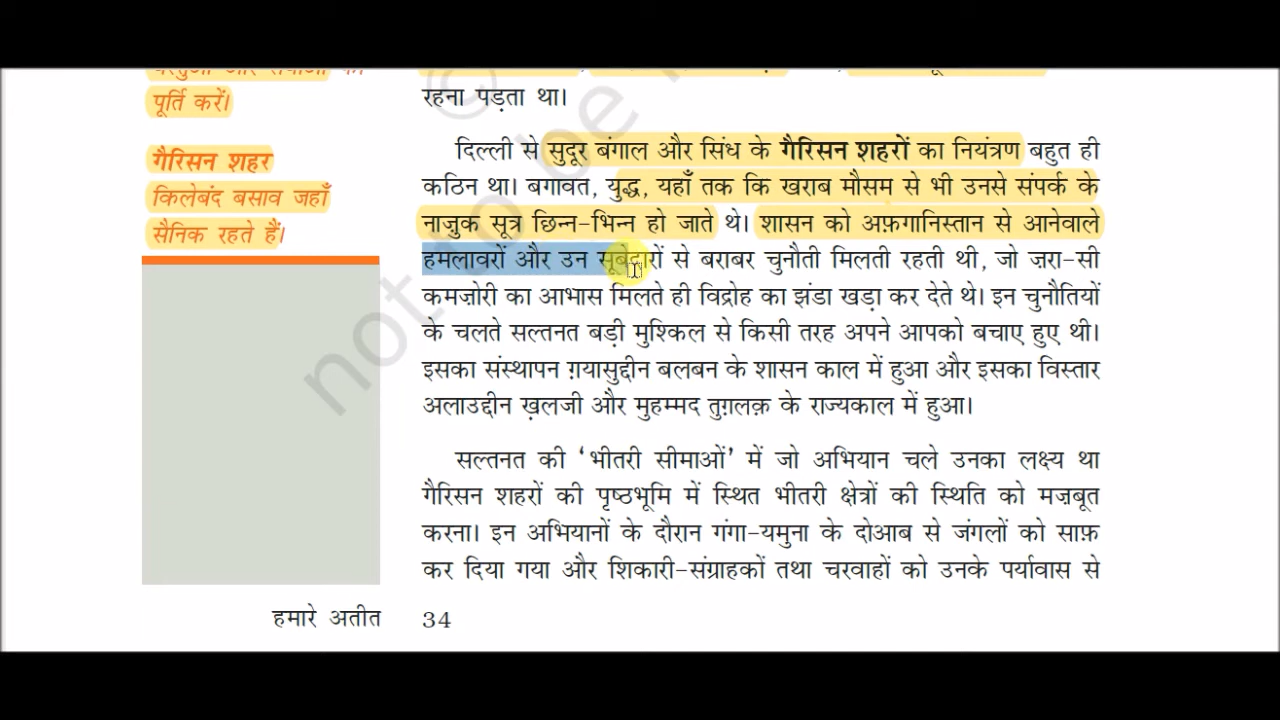 पूर्ति करें।
गैरिसन शहर
किलेबंद बसाव जहाँ
सैनिक रहते हैं।
रहना पड़ता था।
दिल्ली से सुदूर बंगाल और सिंध के गैरिसन शहरों का नियंत्रण बहुत ही
कठिन था। बगावत, युद्ध, यहाँ तक कि खराब मौसम से भी उनसे संपर्क के
नाज़ुक सूत्र छिन्न-भिन्न हो जाते थे। शासन को अफ़गानिस्तान से आनेवाले
हमलावरों और उन सूबेदारों से बराबर चुनौती मिलती रहती थी, जो ज़रा-सी
कमज़ोरी का आभास मिलते ही विद्रोह का झंडा खड़ा कर देते थे। इन चुनौतियों
के चलते सल्तनत बड़ी मुश्किल से किसी तरह अपने आपको बचाए हुए थी।
इसका संस्थापन ग़यासुद्दीन बलबन के शासन काल में हुआ और इसका विस्तार
अलाउद्दीन ख़लजी और मुहम्मद तुग़लक़ के राज्यकाल में हुआ।
सल्तनत की ‘भीतरी सीमाओं’ में जो अभियान चले उनका लक्ष्य था
गैरिसन शहरों की पृष्ठभूमि में स्थित भीतरी क्षेत्रों की स्थिति को मज़बूत
करना। इन अभियानों के दौरान गंगा-यमुना के दोआब से जंगलों को साफ़
कर दिया गया और शिकारी-संग्राहकों तथा चरवाहों को उनके पर्यावास से
हमारे अतीत 34
© not to be